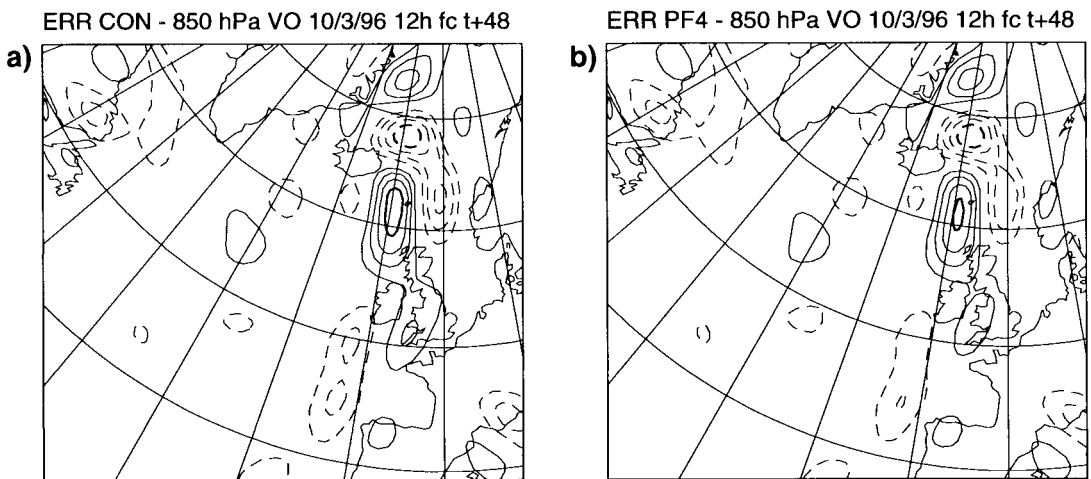 ERR CON - 850 hPa VO 10/3/96 12h fc t+48
ERR PF4 - 850 hPa VO 10/3/96 12h fc t+48
a)
b)